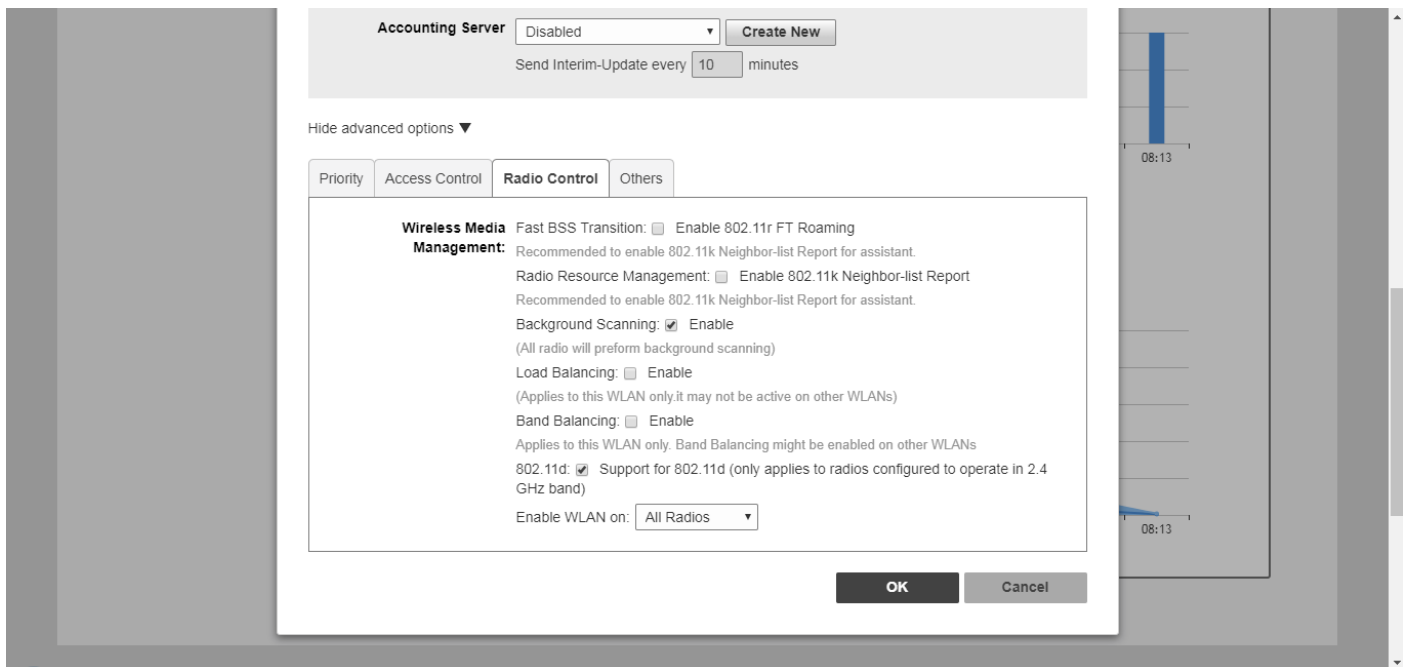 Accounting Server Disabled Create New
Send Interim-Update every 10 minutes
Hide advanced options
Priority Access Control Radio Control Others
Wireless Media Fast BSS Transition: Enable 802.11r FT Roaming
Management: Recommended to enable 802.11k Neighbor-list Report for assistant.
Radio Resource Management: Enable 802.11k Neighbor-list Report
Recommended to enable 802.11k Neighbor-list Report for assistant.
Background Scanning: Enable
(All radio will preform background scanning)
Load Balancing: Enable
(Applies to this WLAN only.it may not be active on other WLANs)
Band Balancing: Enable
Applies to this WLAN only. Band Balancing might be enabled on other WLANs
802.11d: Support for 802.11d (only applies to radios configured to operate in 2.4
GHz band)
Enable WLAN on: All Radios
OK Cancel
08:13
08:13